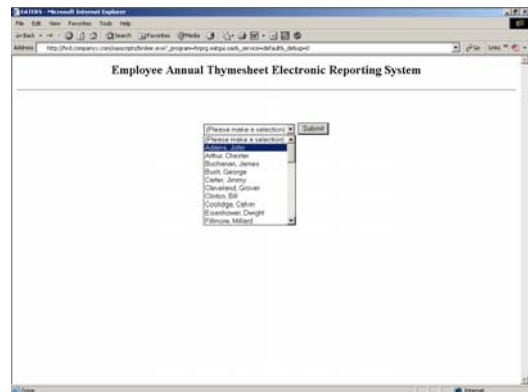 EATERS - Microsoft Internet Explorer
File Edit View Favorites Tools Help
Back Search Favorites Media
Address Go Links
Employee Annual Thymesheet Electronic Reporting System
(Please make a selection) Submit
(Please make a selection)
Adams, John
Arthur, Chester
Buchanan, James
Bush, George
Carter, Jimmy
Cleveland, Grover
Clinton, Bill
Coolidge, Calvin
Eisenhower, Dwight
Fillmore, Millard
Done Internet